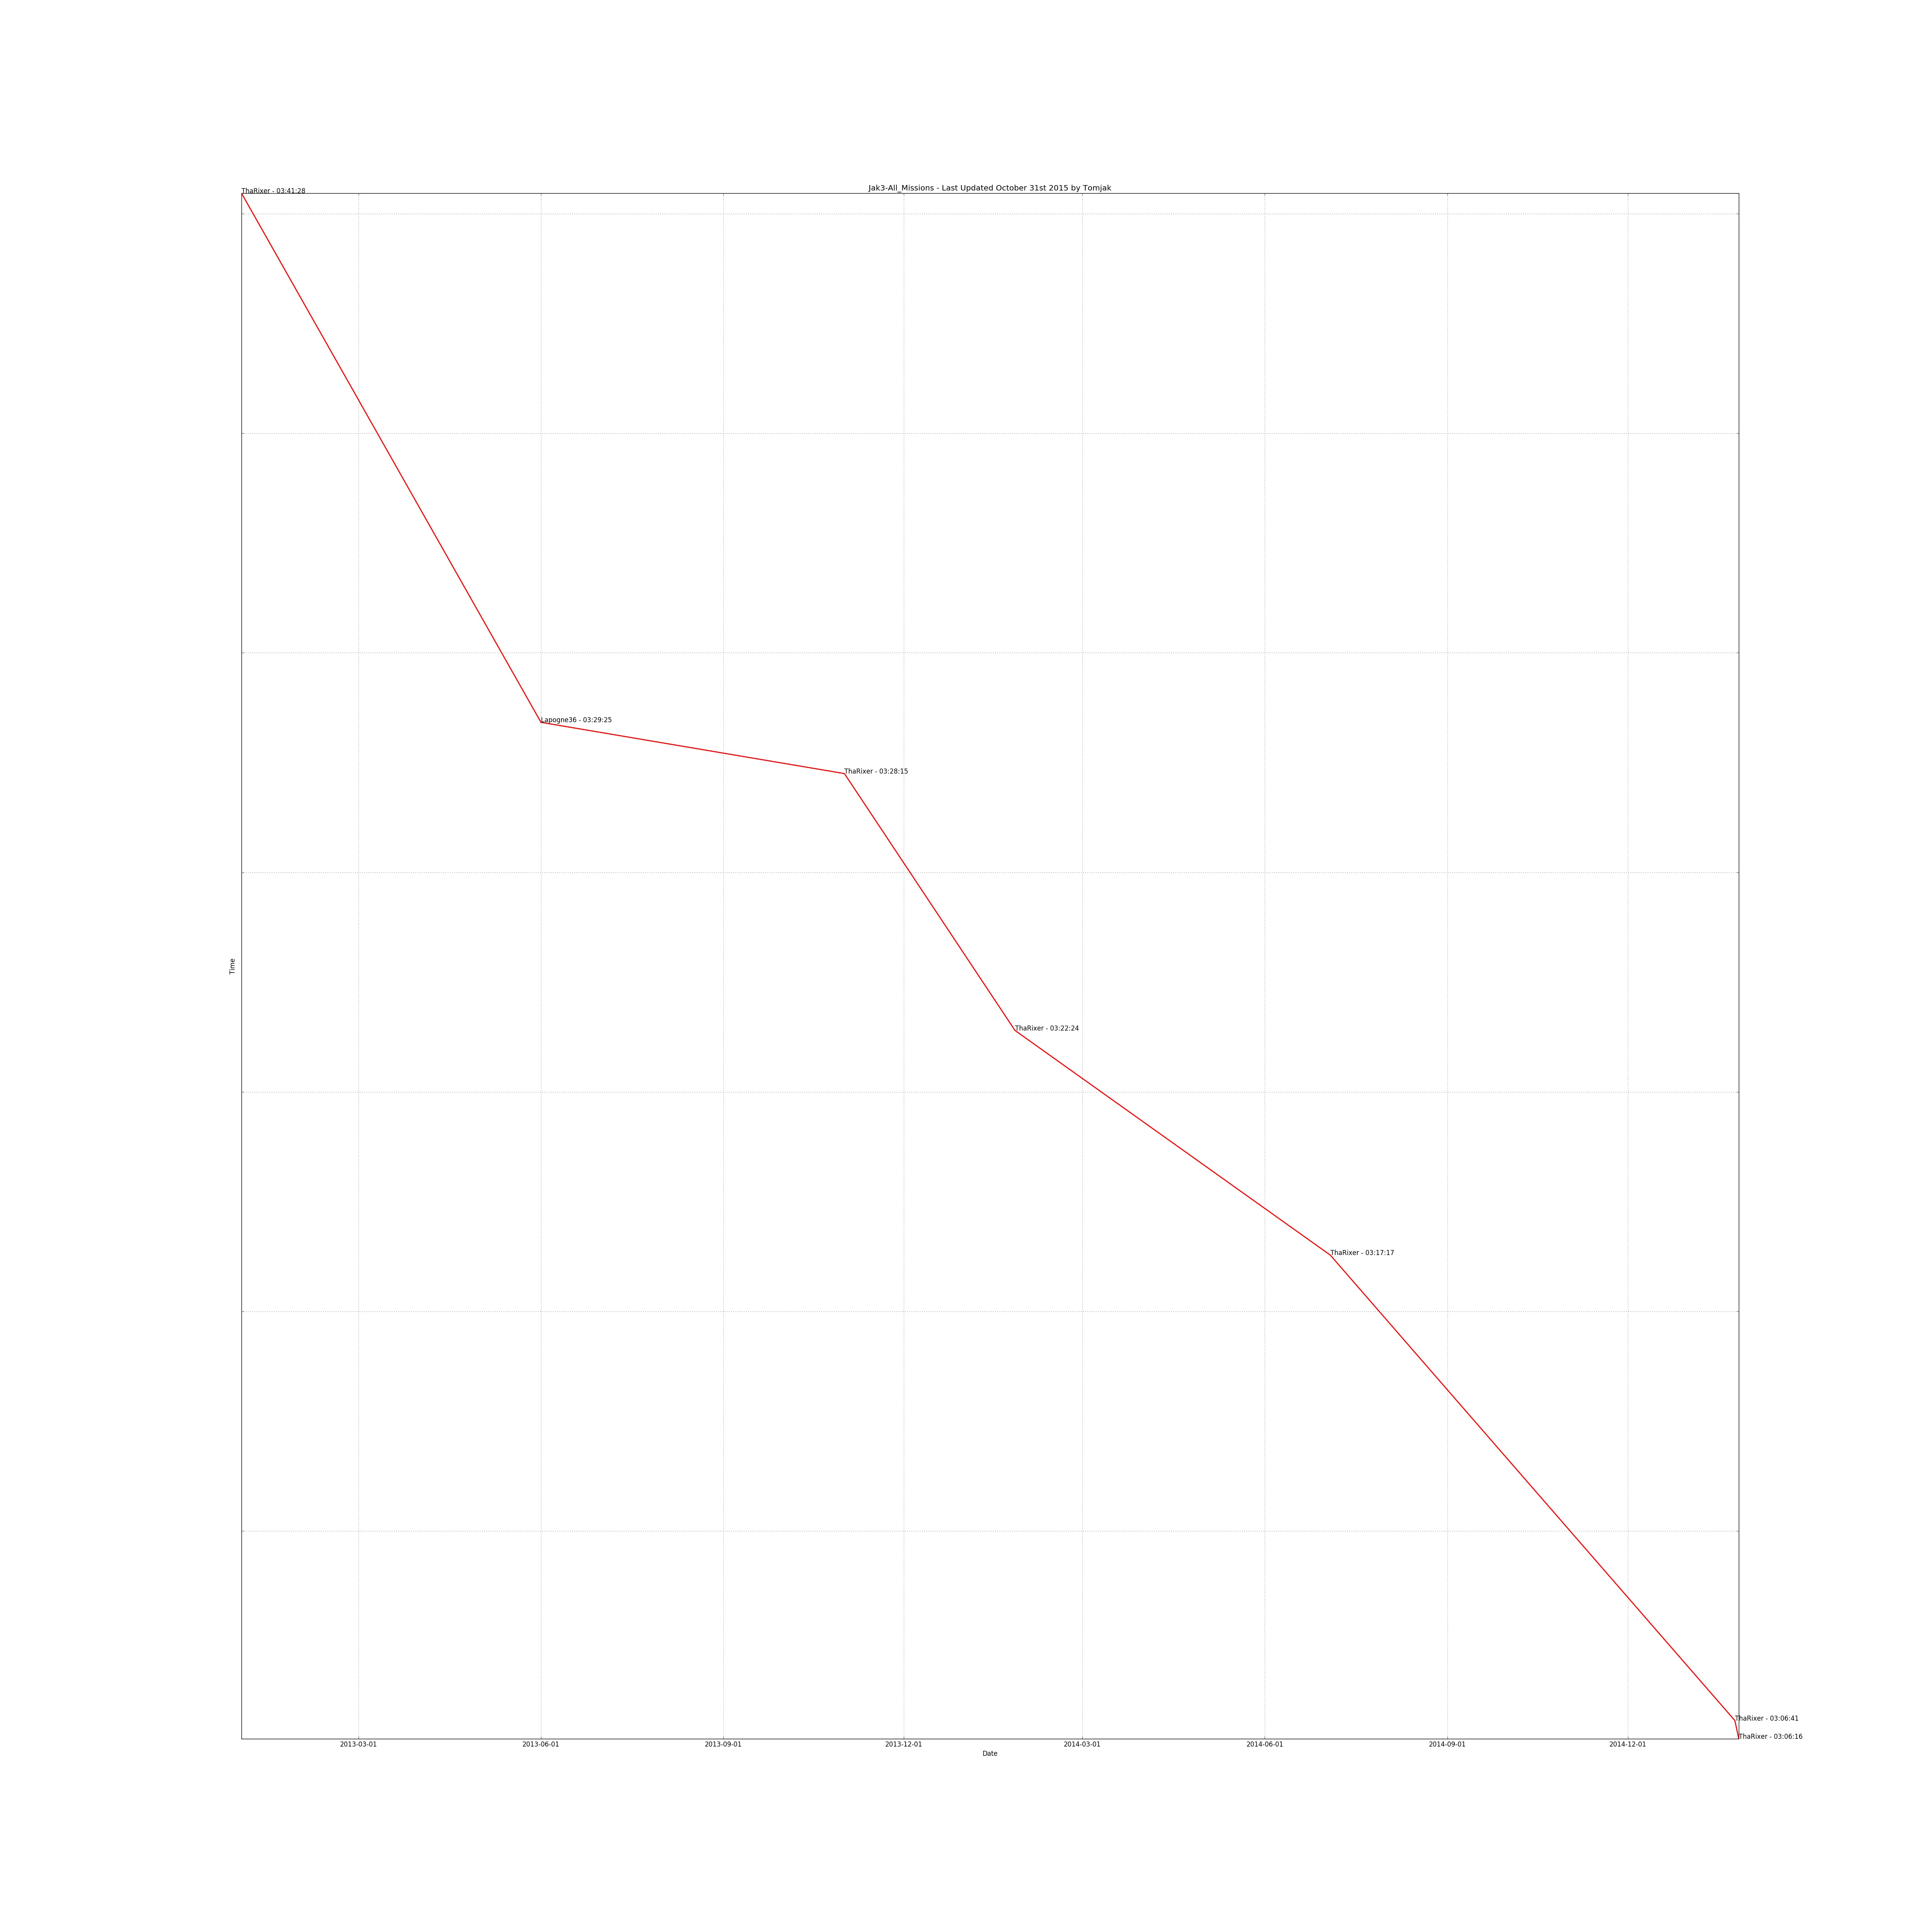 Jak3-All_Missions - Last Updated October 31st 2015 by Tomjak
ThaRixer - 03:41:28
Lapogne36 - 03:29:25
ThaRixer - 03:28:15
Time
ThaRixer - 03:22:24
ThaRixer - 03:17:17
ThaRixer - 03:06:41
ThaRixer - 03:06:16
2013-03-01 2013-06-01 2013-09-01 2013-12-01 2014-03-01 2014-06-01 2014-09-01 2014-12-01
Date